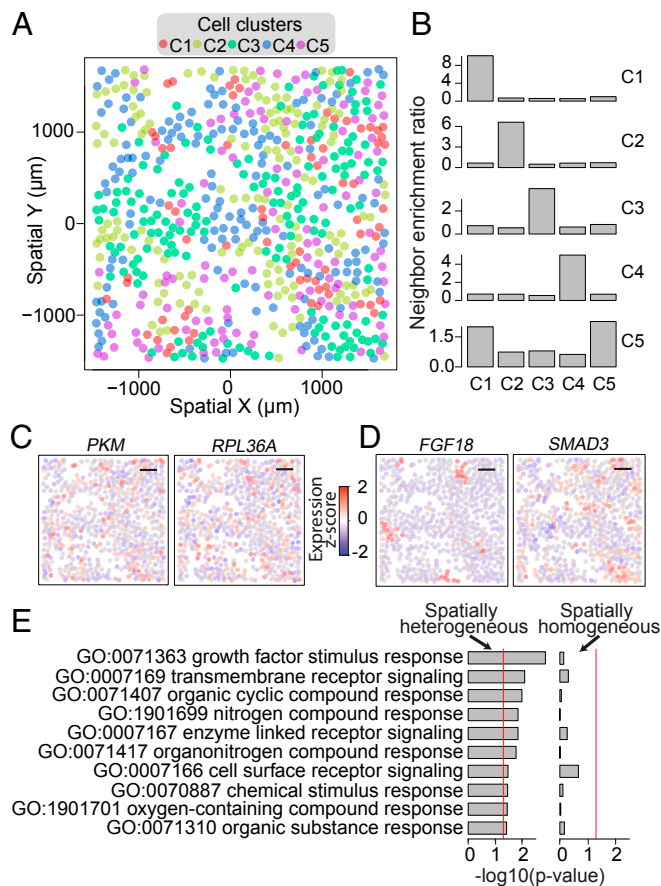 A
Cell clusters
C1 C2 C3 C4 C5
Spatial Y (µm)
1000
0
−1000
−1000
0
1000
Spatial X (µm)
B
Neighbor enrichment ratio
8
4
0
C1
6
3
0
C2
2
0
C3
4
2
0
C4
1.5
0.0
C5
C1 C2 C3 C4 C5
C
PKM
RPL36A
Expression
z-score
2
0
-2
D
FGF18
SMAD3
E
Spatially
heterogeneous
Spatially
homogeneous
GO:0071363 growth factor stimulus response
GO:0007169 transmembrane receptor signaling
GO:0071407 organic cyclic compound response
GO:1901699 nitrogen compound response
GO:0007167 enzyme linked receptor signaling
GO:0071417 organonitrogen compound response
GO:0007166 cell surface receptor signaling
GO:0070887 chemical stimulus response
GO:1901701 oxygen-containing compound response
GO:0071310 organic substance response
0 1 2
0 1 2
-log10(p-value)